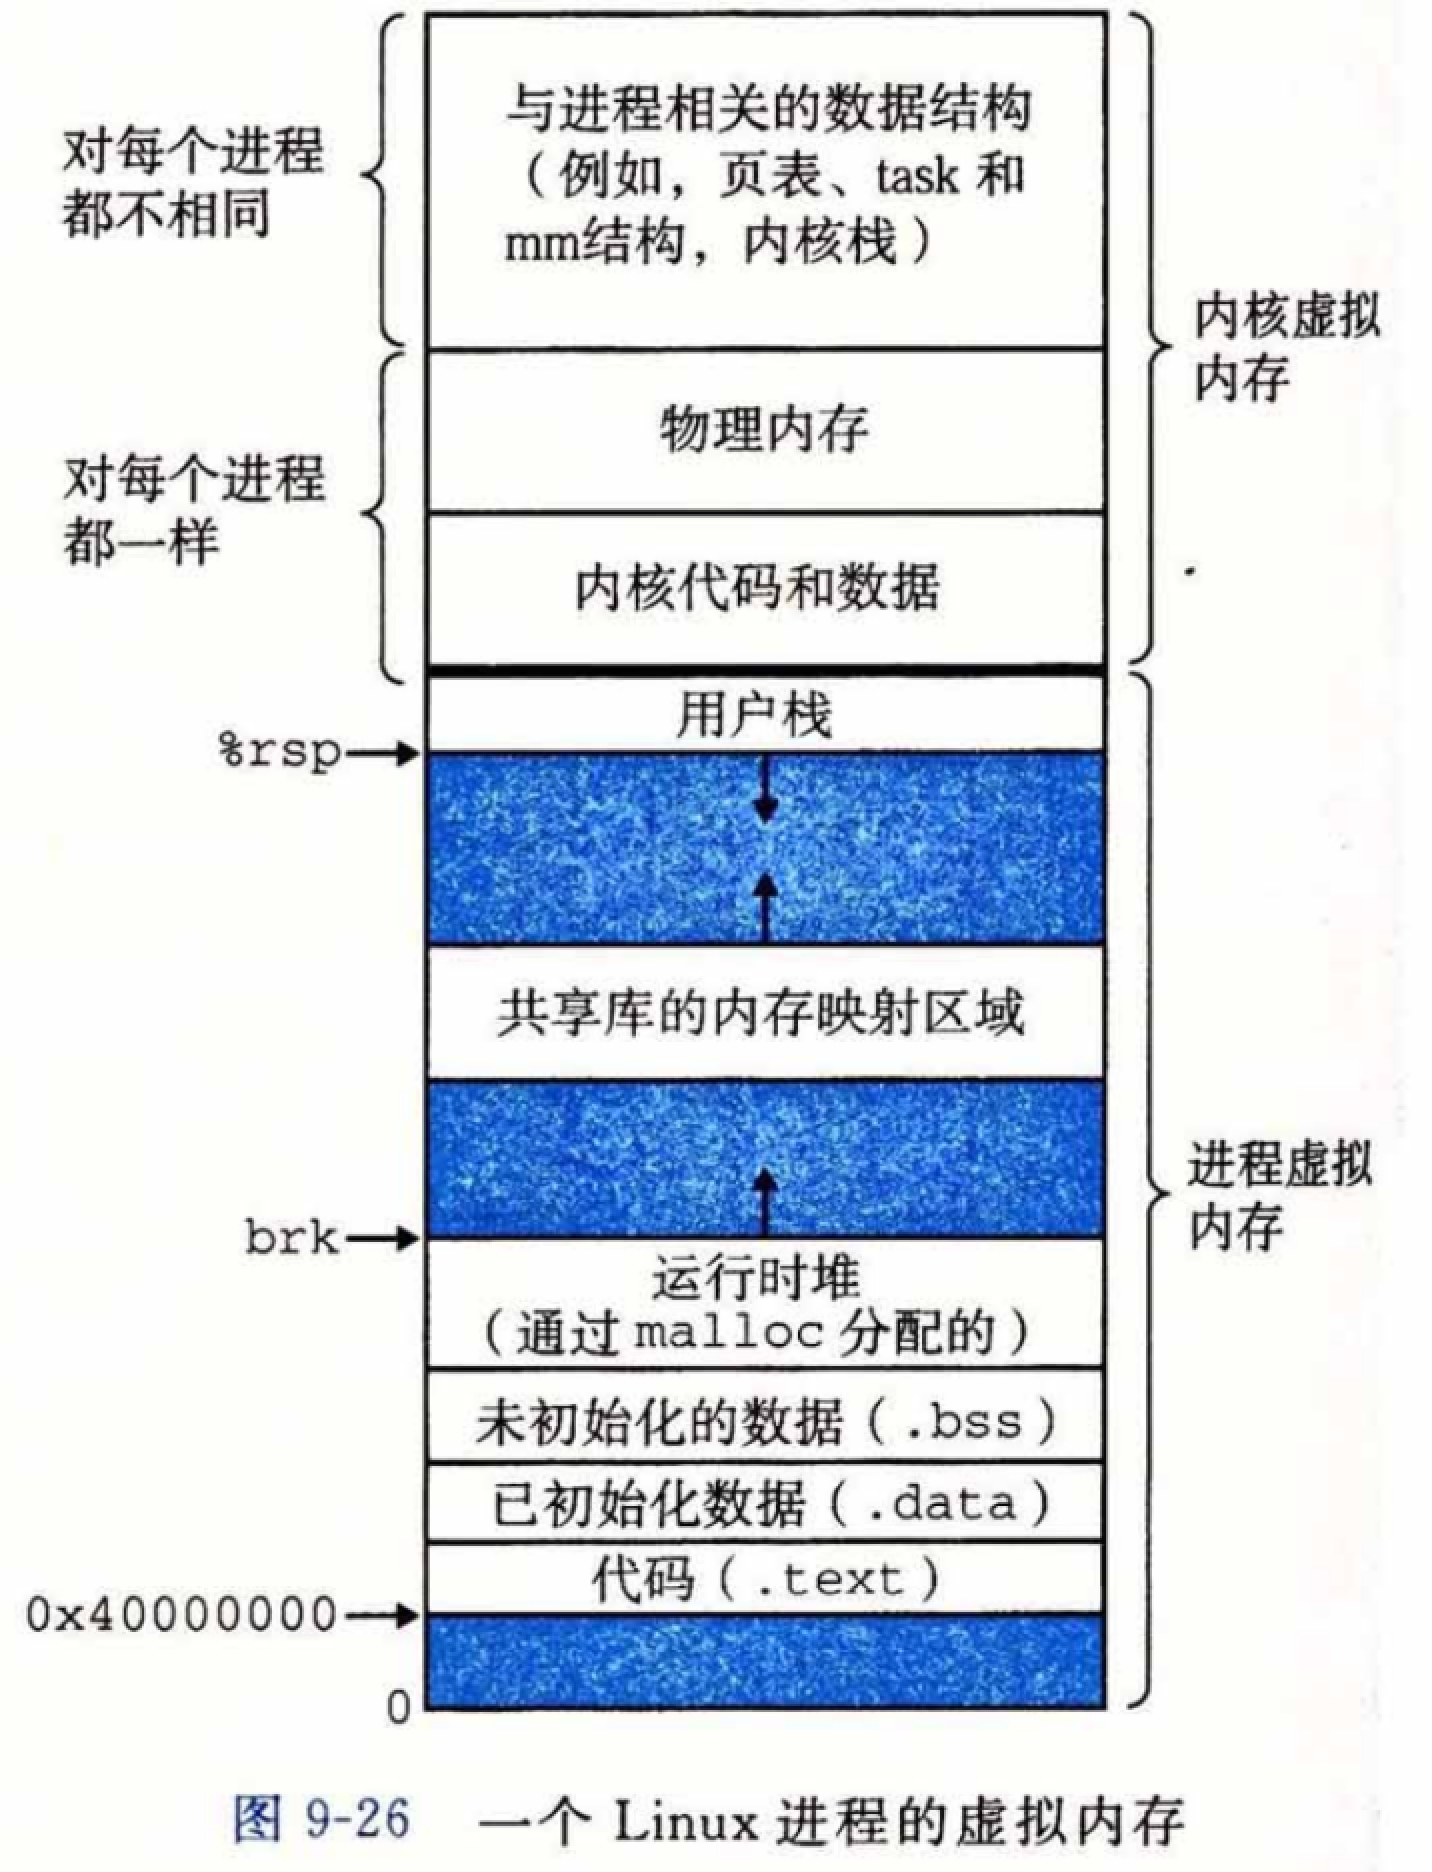 对每个进程
都不相同
与进程相关的数据结构
（例如，页表、task 和
mm结构，内核栈）
内核虚拟
内存
物理内存
对每个进程
都一样
内核代码和数据
用户栈
%rsp
共享库的内存映射区域
进程虚拟
内存
brk
运行时堆
（通过 malloc 分配的）
未初始化的数据（.bss）
已初始化数据（.data）
代码（.text）
0x40000000
0
图 9-26 一个 Linux 进程的虚拟内存